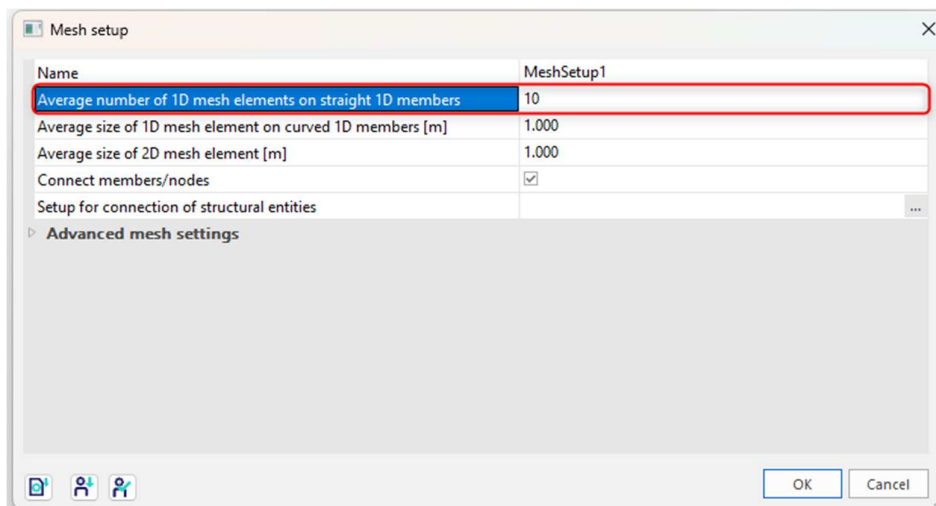 Mesh setup
Name MeshSetup1
Average number of 1D mesh elements on straight 1D members 10
Average size of 1D mesh element on curved 1D members [m] 1.000
Average size of 2D mesh element [m] 1.000
Connect members/nodes
Setup for connection of structural entities ...
Advanced mesh settings
OK Cancel